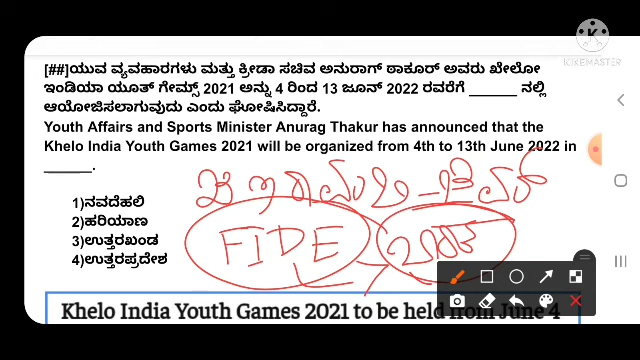 [##]ಯುವ ವ್ಯವಹಾರಗಳು ಮತ್ತು ಕ್ರೀಡಾ ಸಚಿವ ಅನುರಾಗ್ ಠಾಕೂರ್ ಅವರು ಖೇಲೋ
ಇಂಡಿಯಾ ಯೂತ್ ಗೇಮ್ಸ್ 2021 ಅನ್ನು 4 ರಿಂದ 13 ಜೂನ್ 2022 ರವರೆಗೆ ______ ನಲ್ಲಿ
ಆಯೋಜಿಸಲಾಗುವುದು ಎಂದು ಘೋಷಿಸಿದ್ದಾರೆ.
Youth Affairs and Sports Minister Anurag Thakur has announced that the
Khelo India Youth Games 2021 will be organized from 4th to 13th June 2022 in
______.
1)ನವದೆಹಲಿ
2)ಹರಿಯಾಣ
3)ಉತ್ತರಖಂಡ
4)ಉತ್ತರಪ್ರದೇಶ
FIDE
Khelo India Youth Games 2021 to be held from June 4
RECORDED WITH
KINEMASTER